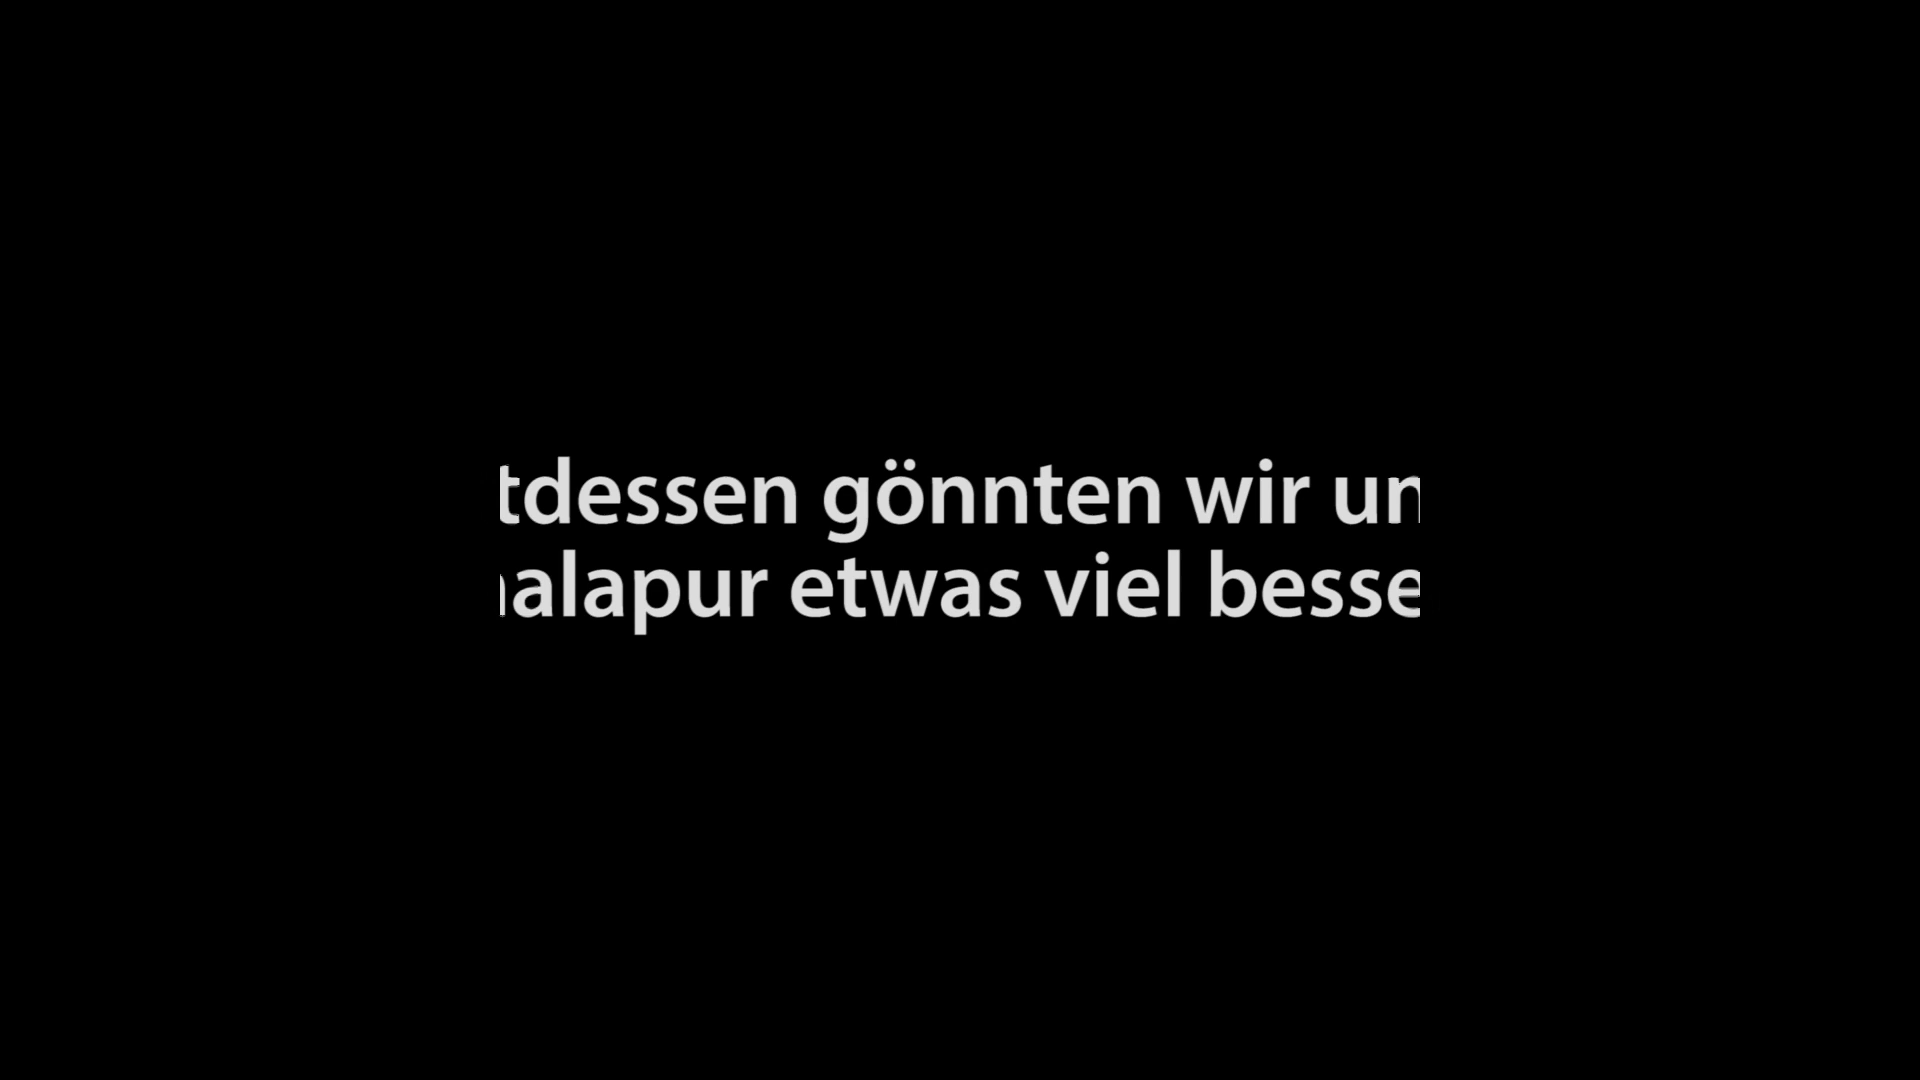 tdessen gönnten wir un
alapur etwas viel besse